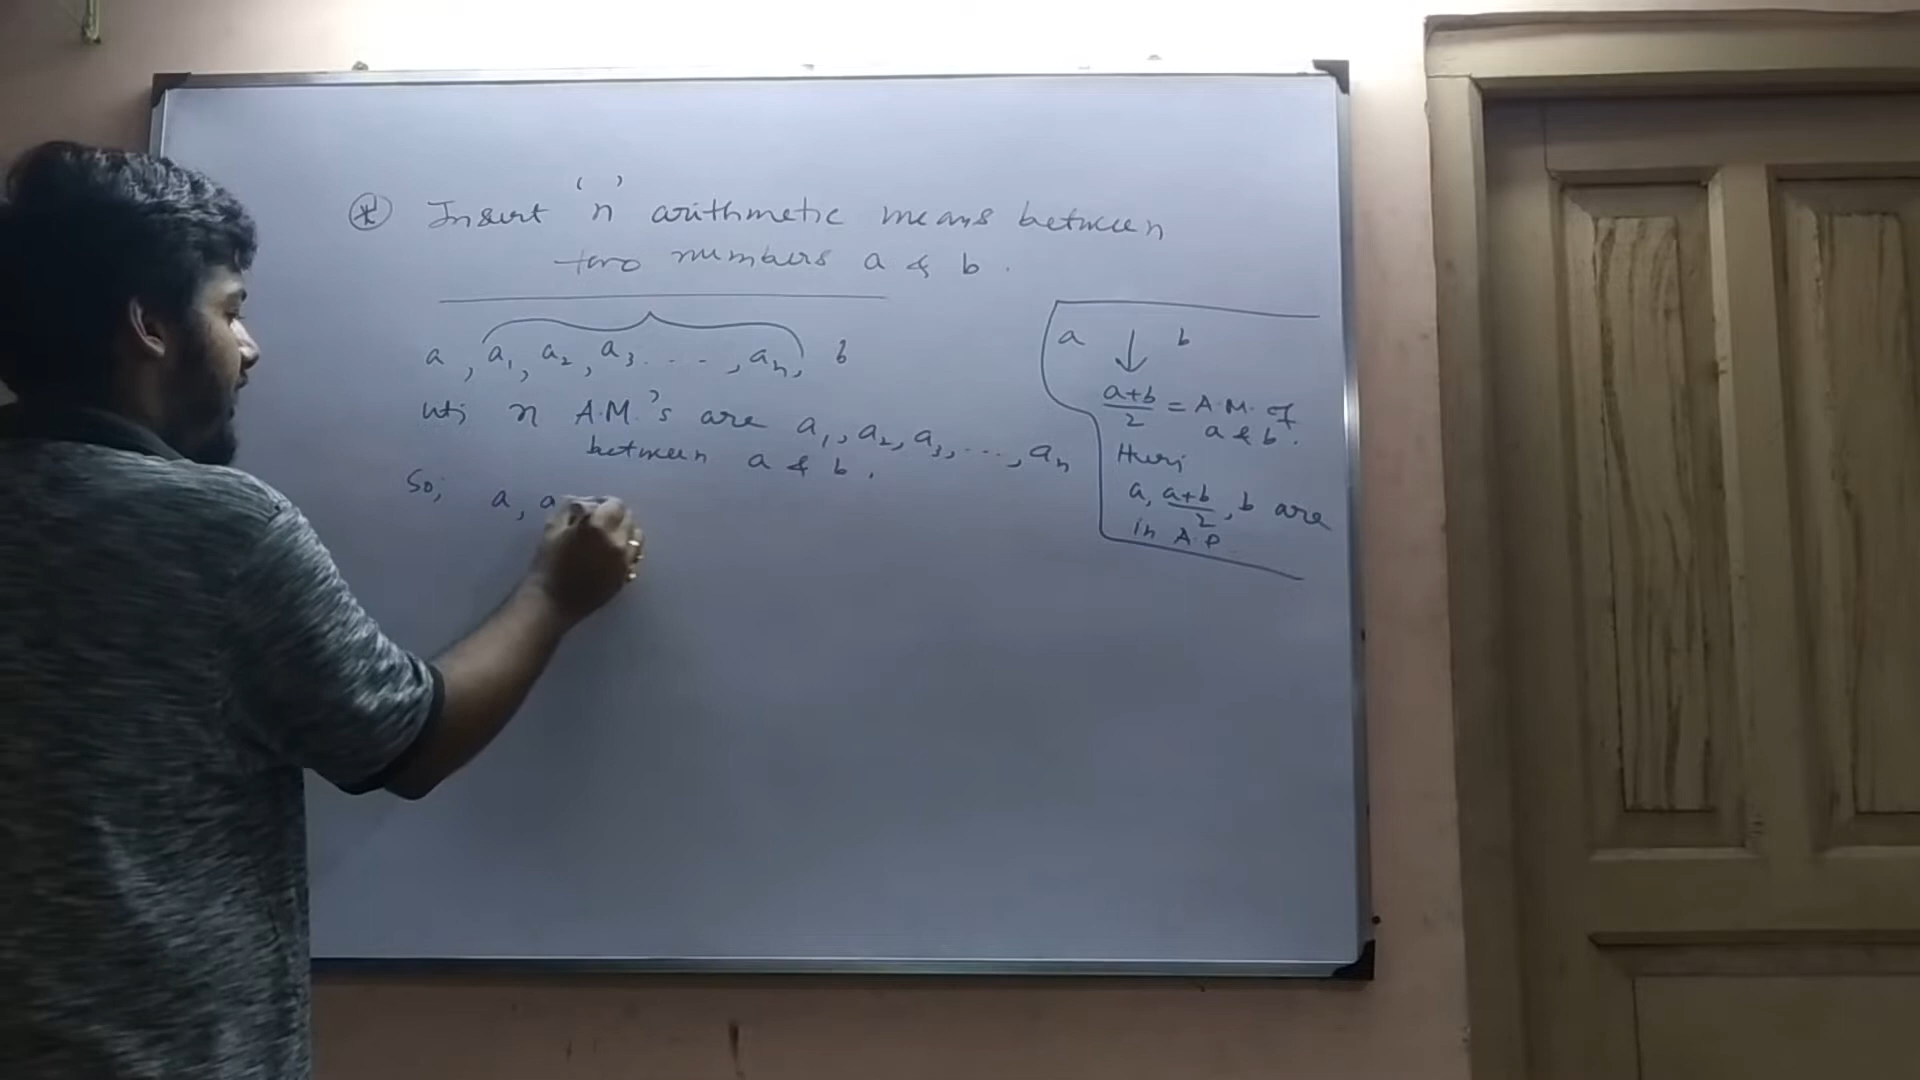 * Insert 'n' arithmetic means between
two numbers a & b.
a, a₁, a₂, a₃ . - - , aₙ, b
let; n A.M.'s are a₁, a₂, a₃, ..., aₙ
between a & b.
So; a, a
a ↓ b
(a+b)/2 = A.M. of
a & b.
Here;
a, (a+b)/2, b are
in A.P